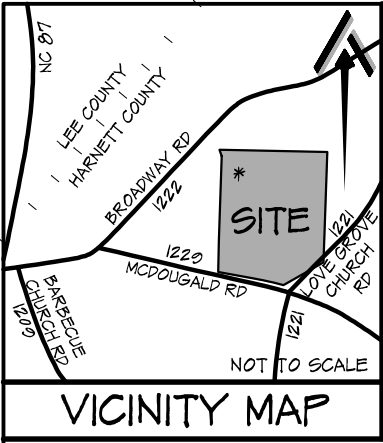 NC 87
LEE COUNTY
HARNETT COUNTY
BROADWAY RD
1222
*
SITE
1229
MCDOUGALD RD
1221
LOVE GROVE
CHURCH
RD
BARBECUE
CHURCH RD
1209
1221
NOT TO SCALE
VICINITY MAP